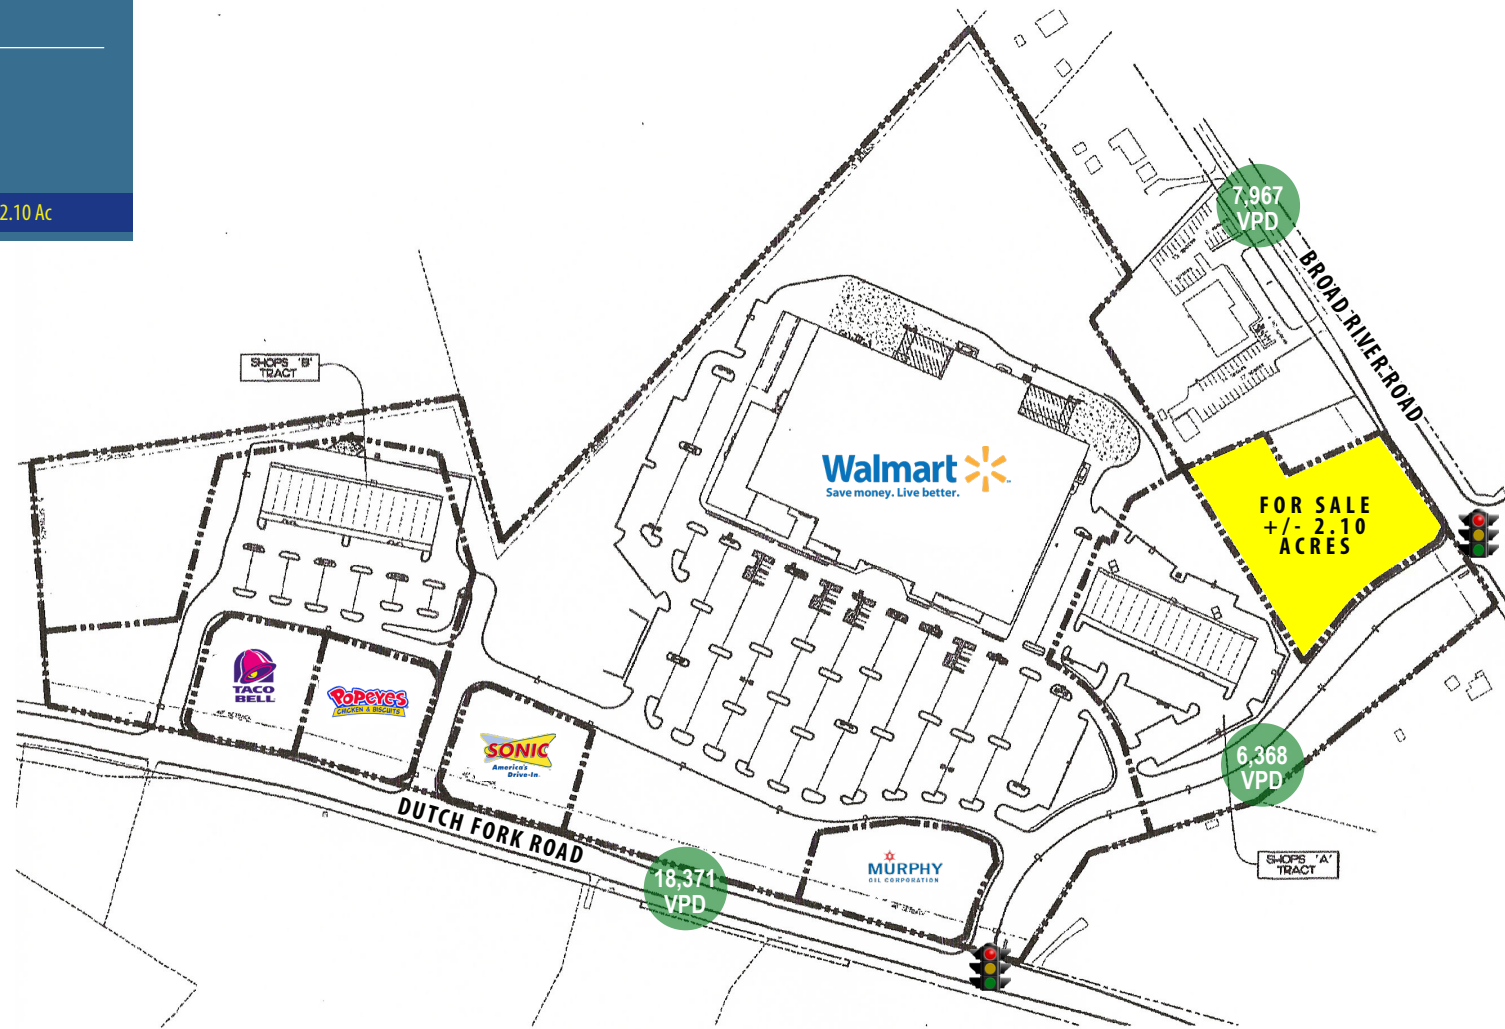 2.10 Ac
7,967
VPD
BROAD RIVER ROAD
SHOPS 'B'
TRACT
Walmart
Save money. Live better.
FOR SALE
+/- 2.10
ACRES
TACO
BELL
POPEYES
CHICKEN & BISCUITS
SONIC
America's
Drive-In.
DUTCH FORK ROAD
6,368
VPD
MURPHY
OIL CORPORATION
SHOPS 'A'
TRACT
18,371
VPD